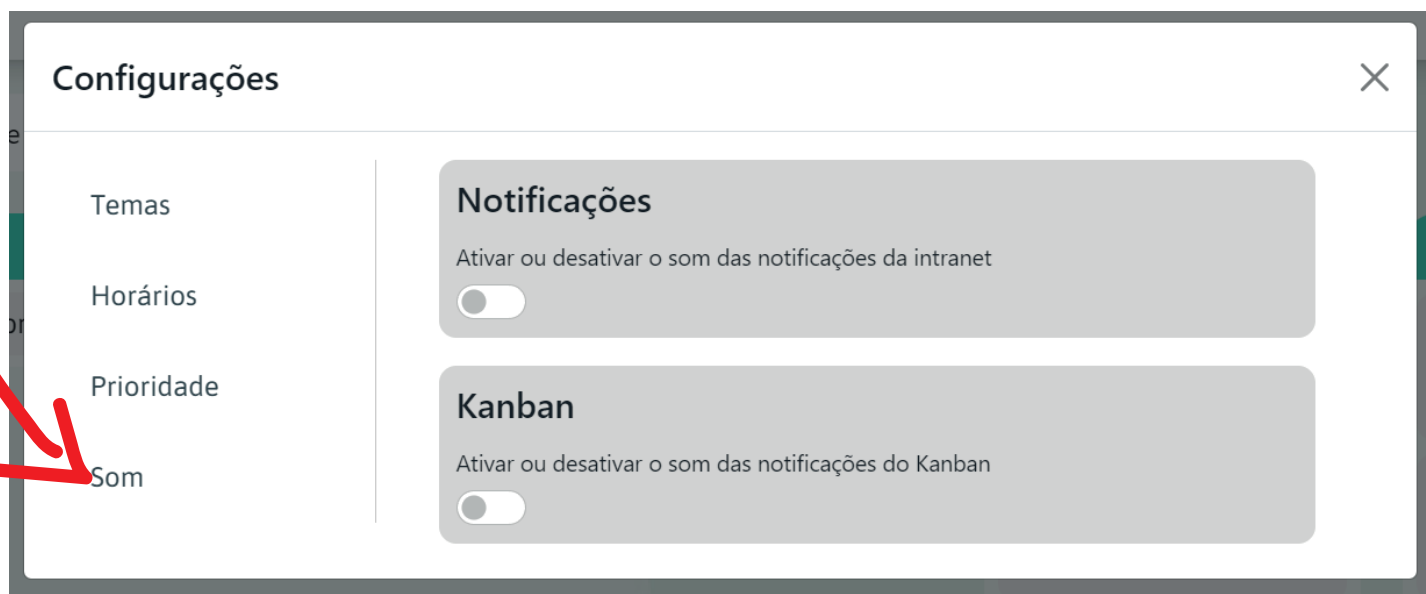 Configurações
Temas
Horários
Prioridade
Som
Notificações
Ativar ou desativar o som das notificações da intranet
Kanban
Ativar ou desativar o som das notificações do Kanban